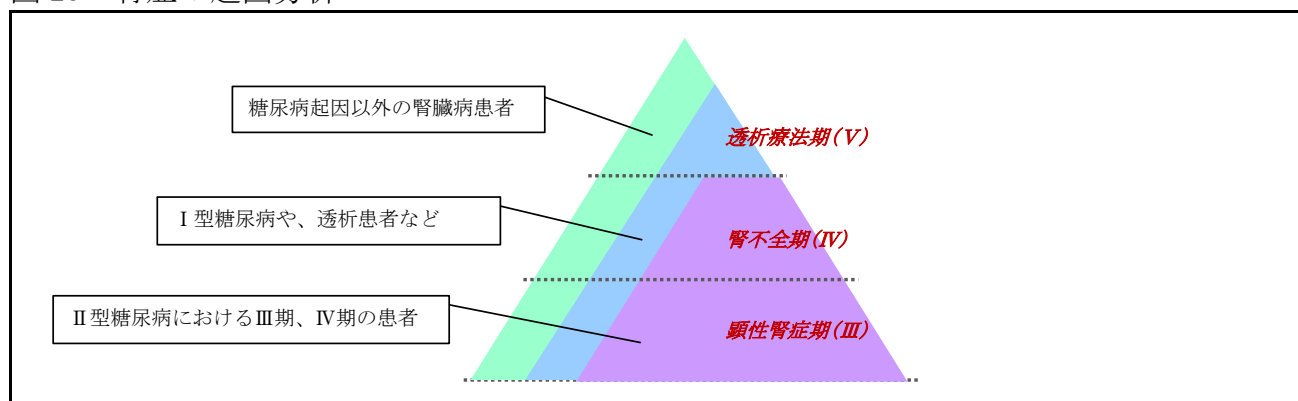 糖尿病起因以外の腎臓病患者
透析療法期(Ⅴ)
Ⅰ型糖尿病や、透析患者など
腎不全期(Ⅳ)
Ⅱ型糖尿病におけるⅢ期、Ⅳ期の患者
顕性腎症期(Ⅲ)